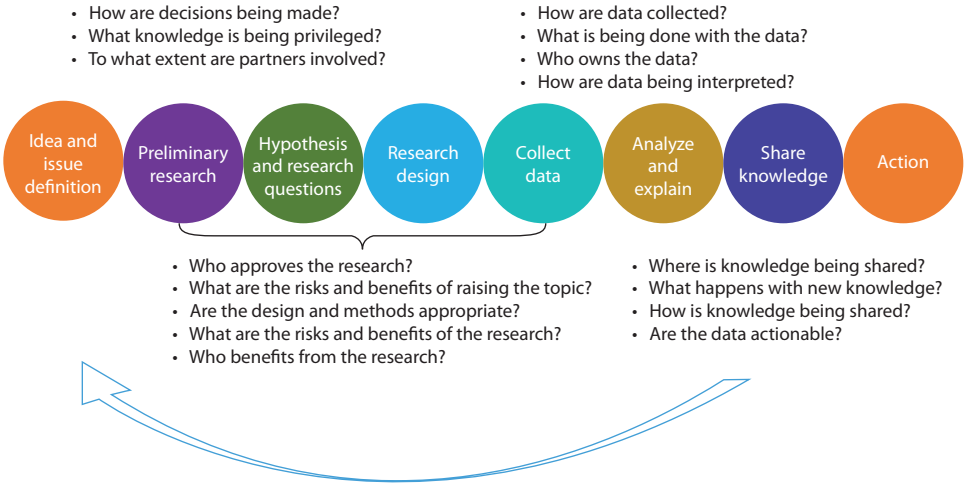 • How are decisions being made?
• What knowledge is being privileged?
• To what extent are partners involved?
• How are data collected?
• What is being done with the data?
• Who owns the data?
• How are data being interpreted?
Idea and
issue
definition
Preliminary
research
Hypothesis
and research
questions
Research
design
Collect
data
Analyze
and
explain
Share
knowledge
Action
• Who approves the research?
• What are the risks and benefits of raising the topic?
• Are the design and methods appropriate?
• What are the risks and benefits of the research?
• Who benefits from the research?
• Where is knowledge being shared?
• What happens with new knowledge?
• How is knowledge being shared?
• Are the data actionable?